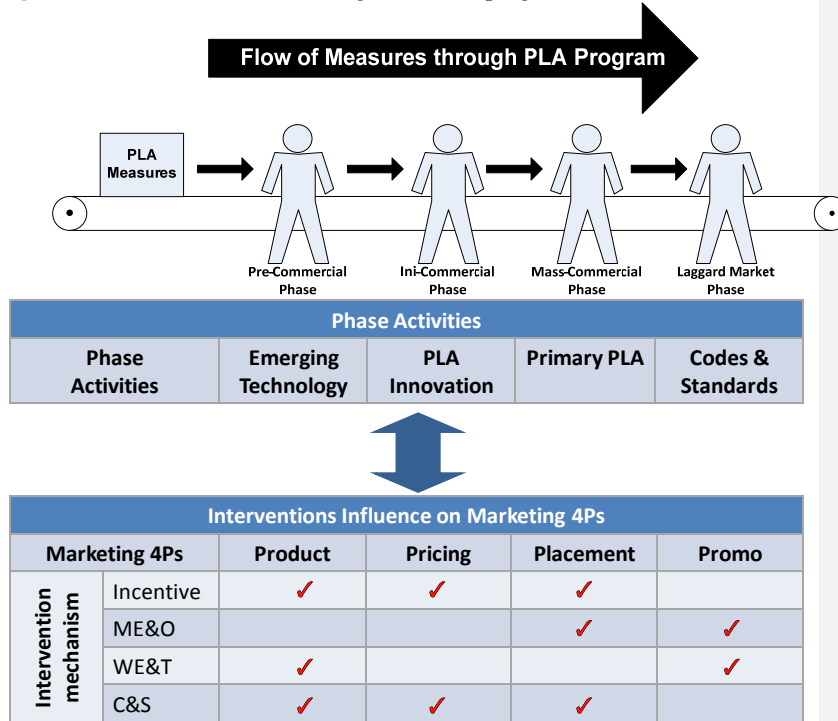 Flow of Measures through PLA Program
PLA
Measures
Pre-Commercial
Phase
Ini-Commercial
Phase
Mass-Commercial
Phase
Laggard Market
Phase
Phase Activities
Phase
Activities
Emerging
Technology
PLA
Innovation
Primary PLA
Codes &
Standards
Interventions Influence on Marketing 4Ps
Marketing 4Ps Product Pricing Placement Promo
Intervention
mechanism
Incentive ✓ ✓ ✓
ME&O ✓ ✓
WE&T ✓ ✓
C&S ✓ ✓ ✓